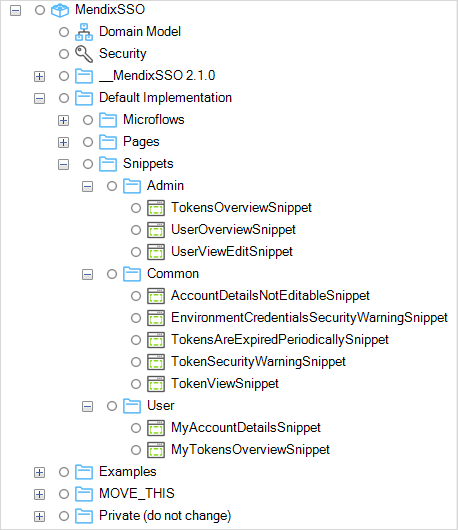 MendixSSO
Domain Model
Security
__MendixSSO 2.1.0
Default Implementation
Microflows
Pages
Snippets
Admin
TokensOverviewSnippet
UserOverviewSnippet
UserViewEditSnippet
Common
AccountDetailsNotEditableSnippet
EnvironmentCredentialsSecurityWarningSnippet
TokensAreExpiredPeriodicallySnippet
TokenSecurityWarningSnippet
TokenViewSnippet
User
MyAccountDetailsSnippet
MyTokensOverviewSnippet
Examples
MOVE_THIS
Private (do not change)